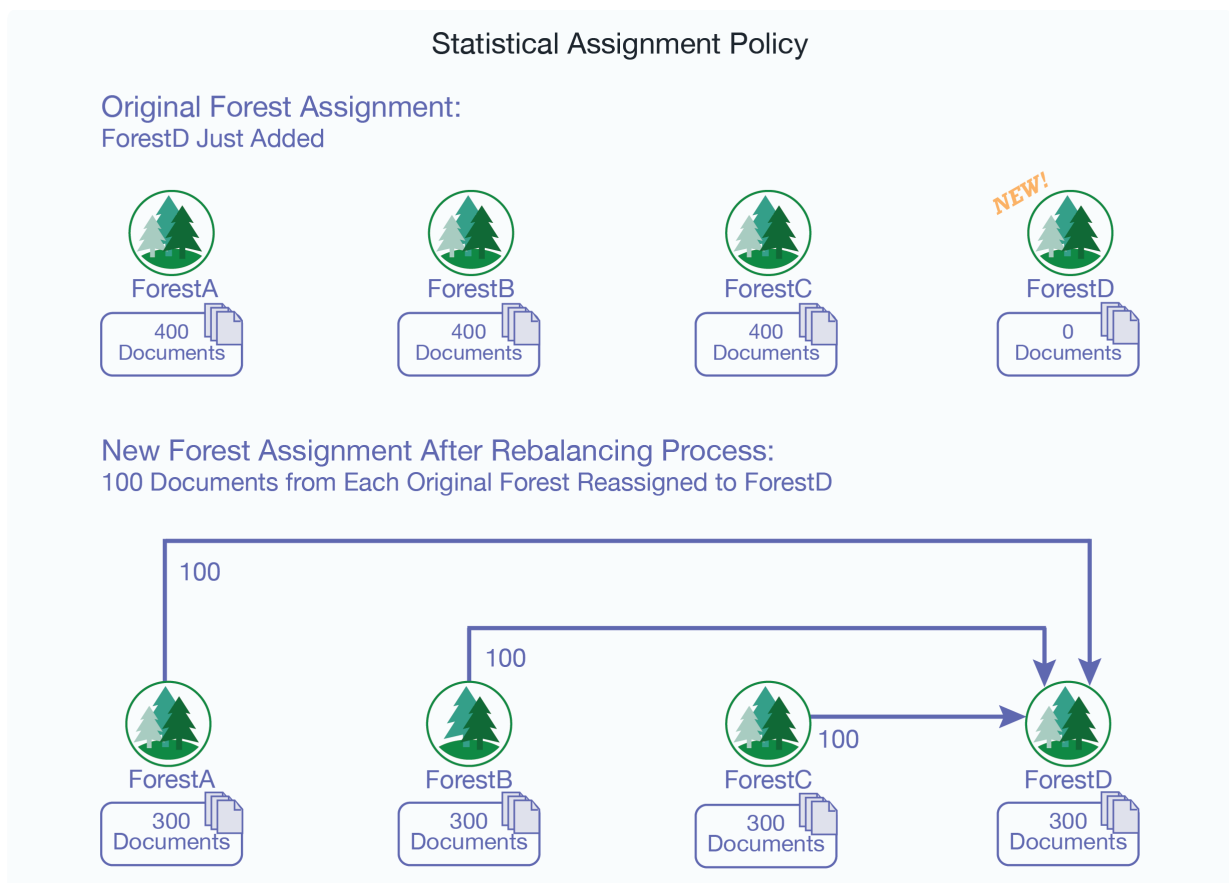 Statistical Assignment Policy
Original Forest Assignment:
ForestD Just Added
NEW!
ForestA
ForestB
ForestC
ForestD
400
Documents
400
Documents
400
Documents
0
Documents
New Forest Assignment After Rebalancing Process:
100 Documents from Each Original Forest Reassigned to ForestD
100
100
100
ForestA
ForestB
ForestC
ForestD
300
Documents
300
Documents
300
Documents
300
Documents